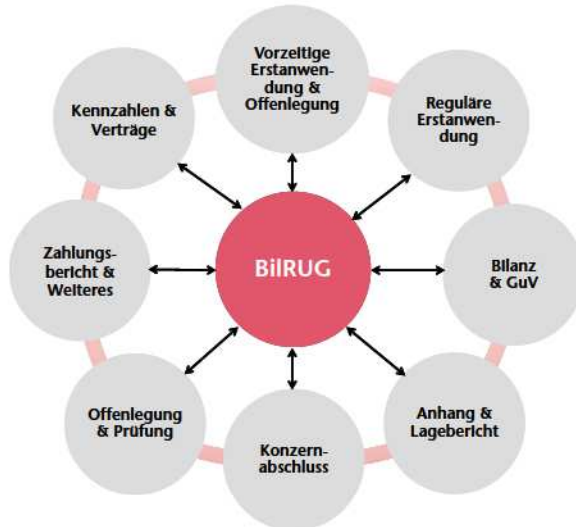 Vorzeitige
Erstanwen-
dung &
Offenlegung
Reguläre
Erstanwen-
dung
Bilanz
& GuV
Anhang &
Lagebericht
Konzern-
abschluss
Offenlegung
& Prüfung
Zahlungs-
bericht &
Weiteres
Kennzahlen &
Verträge
BilRUG